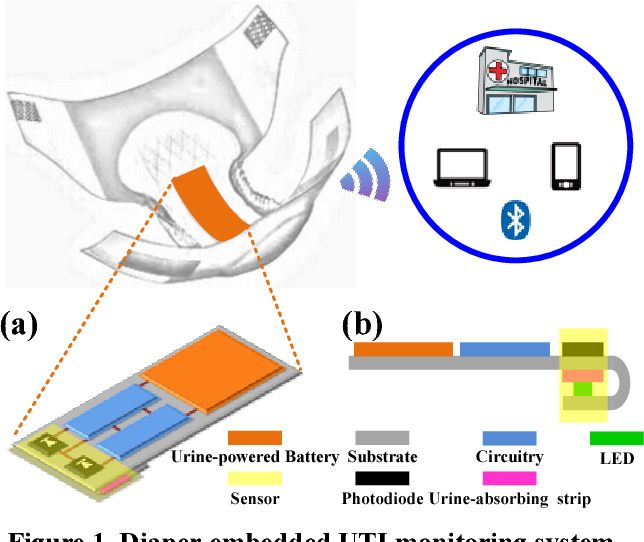 HOSPITAL
(a)
(b)
Urine-powered Battery Substrate Circuitry LED
Sensor Photodiode Urine-absorbing strip
Figure 1. Diaper-embedded UTI monitoring system